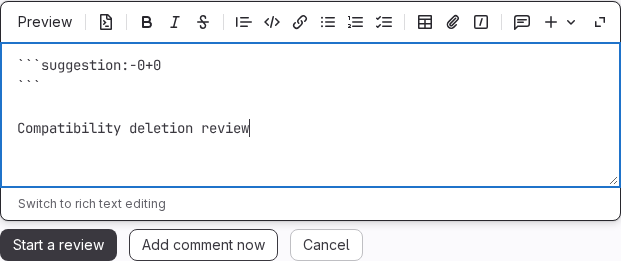 Preview B I S
```suggestion:-0+0
```
Compatibility deletion review
Switch to rich text editing
Start a review Add comment now Cancel